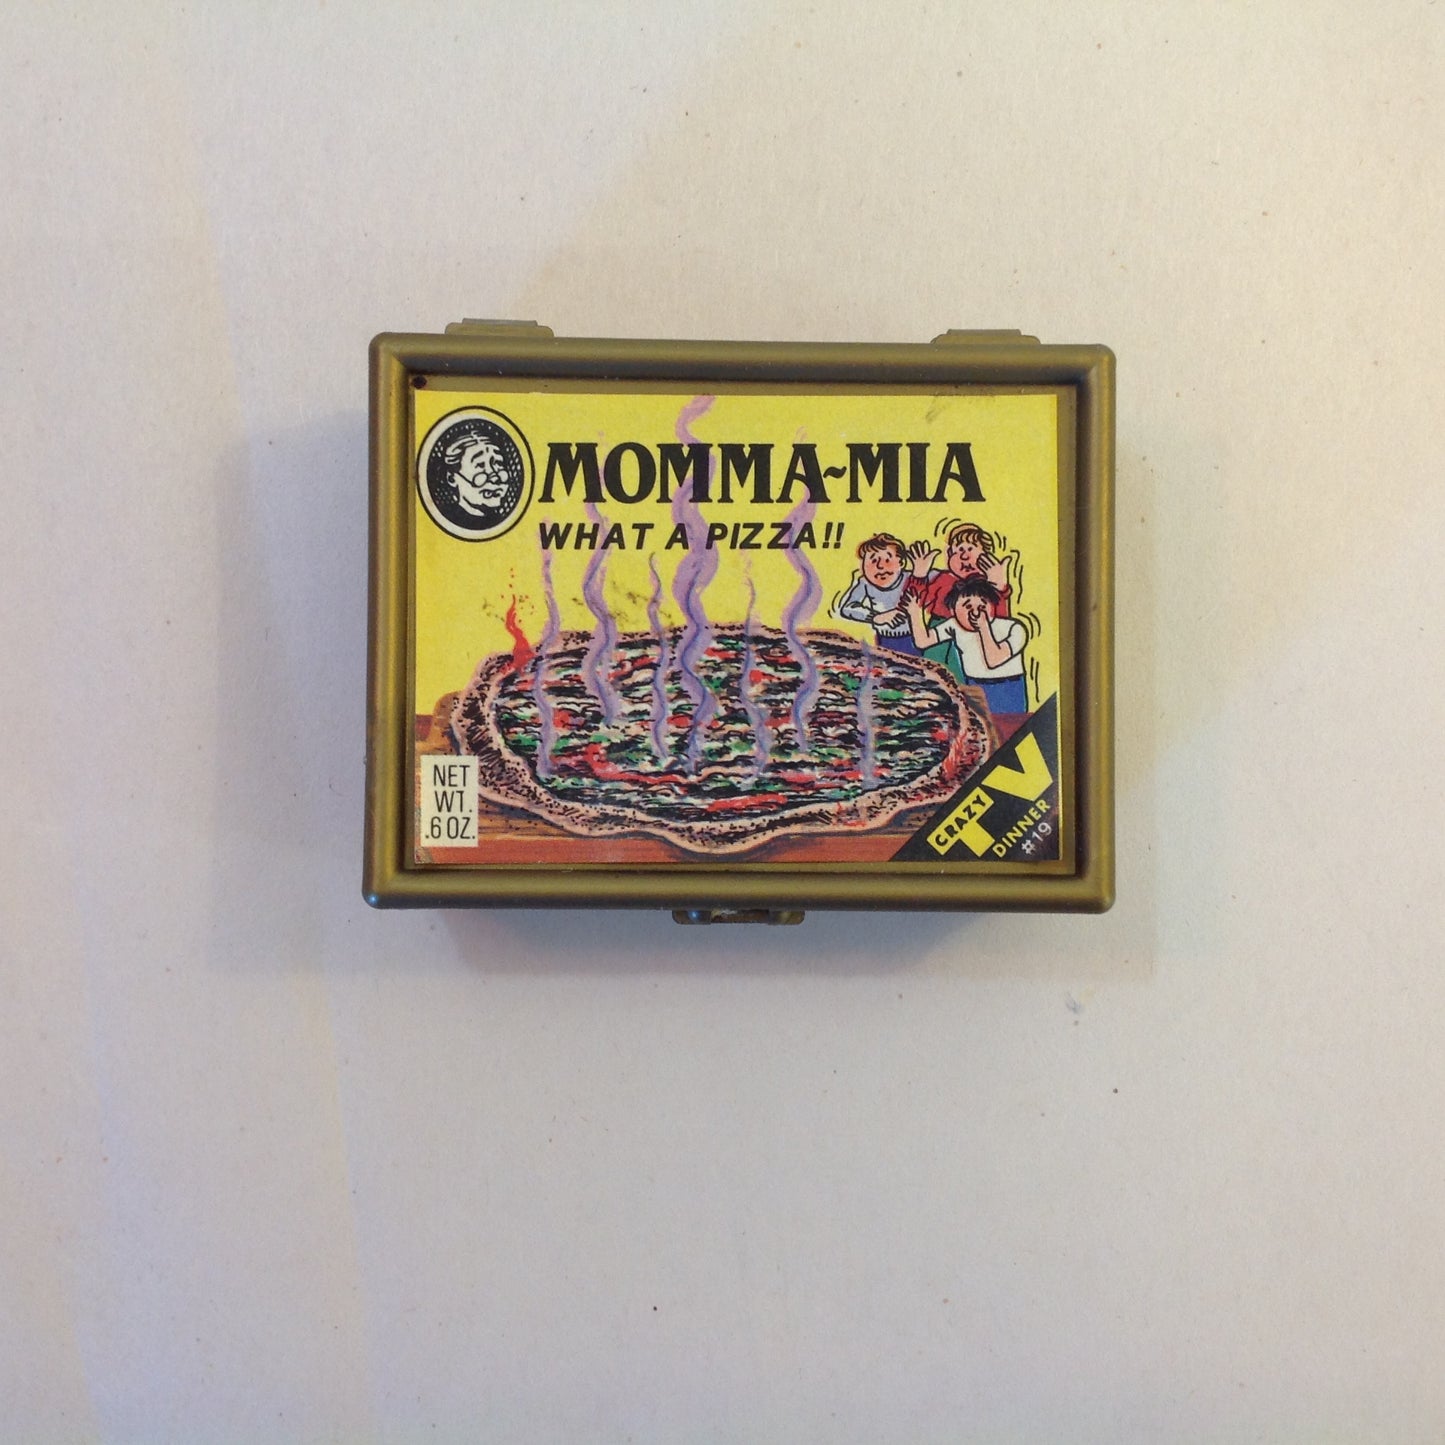 MOMMA~MIA
WHAT A PIZZA!!
NET
WT.
.6 OZ.
CRAZY
TV
DINNER
#19